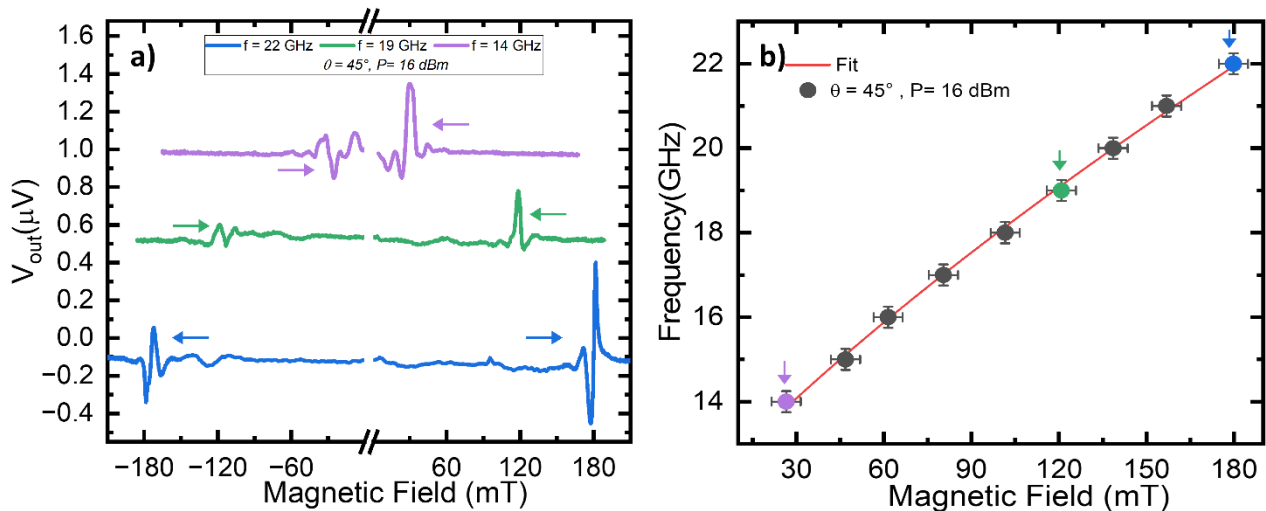 a)
f = 22 GHz f = 19 GHz f = 14 GHz
θ = 45°, P= 16 dBm
V_out(µV)
1.6
1.4
1.2
1.0
0.8
0.6
0.4
0.2
0.0
−0.2
−0.4
−180 −120 −60 60 120 180
Magnetic Field (mT)
b)
Fit
θ = 45° , P= 16 dBm
Frequency(GHz)
22
20
18
16
14
30 60 90 120 150 180
Magnetic Field (mT)